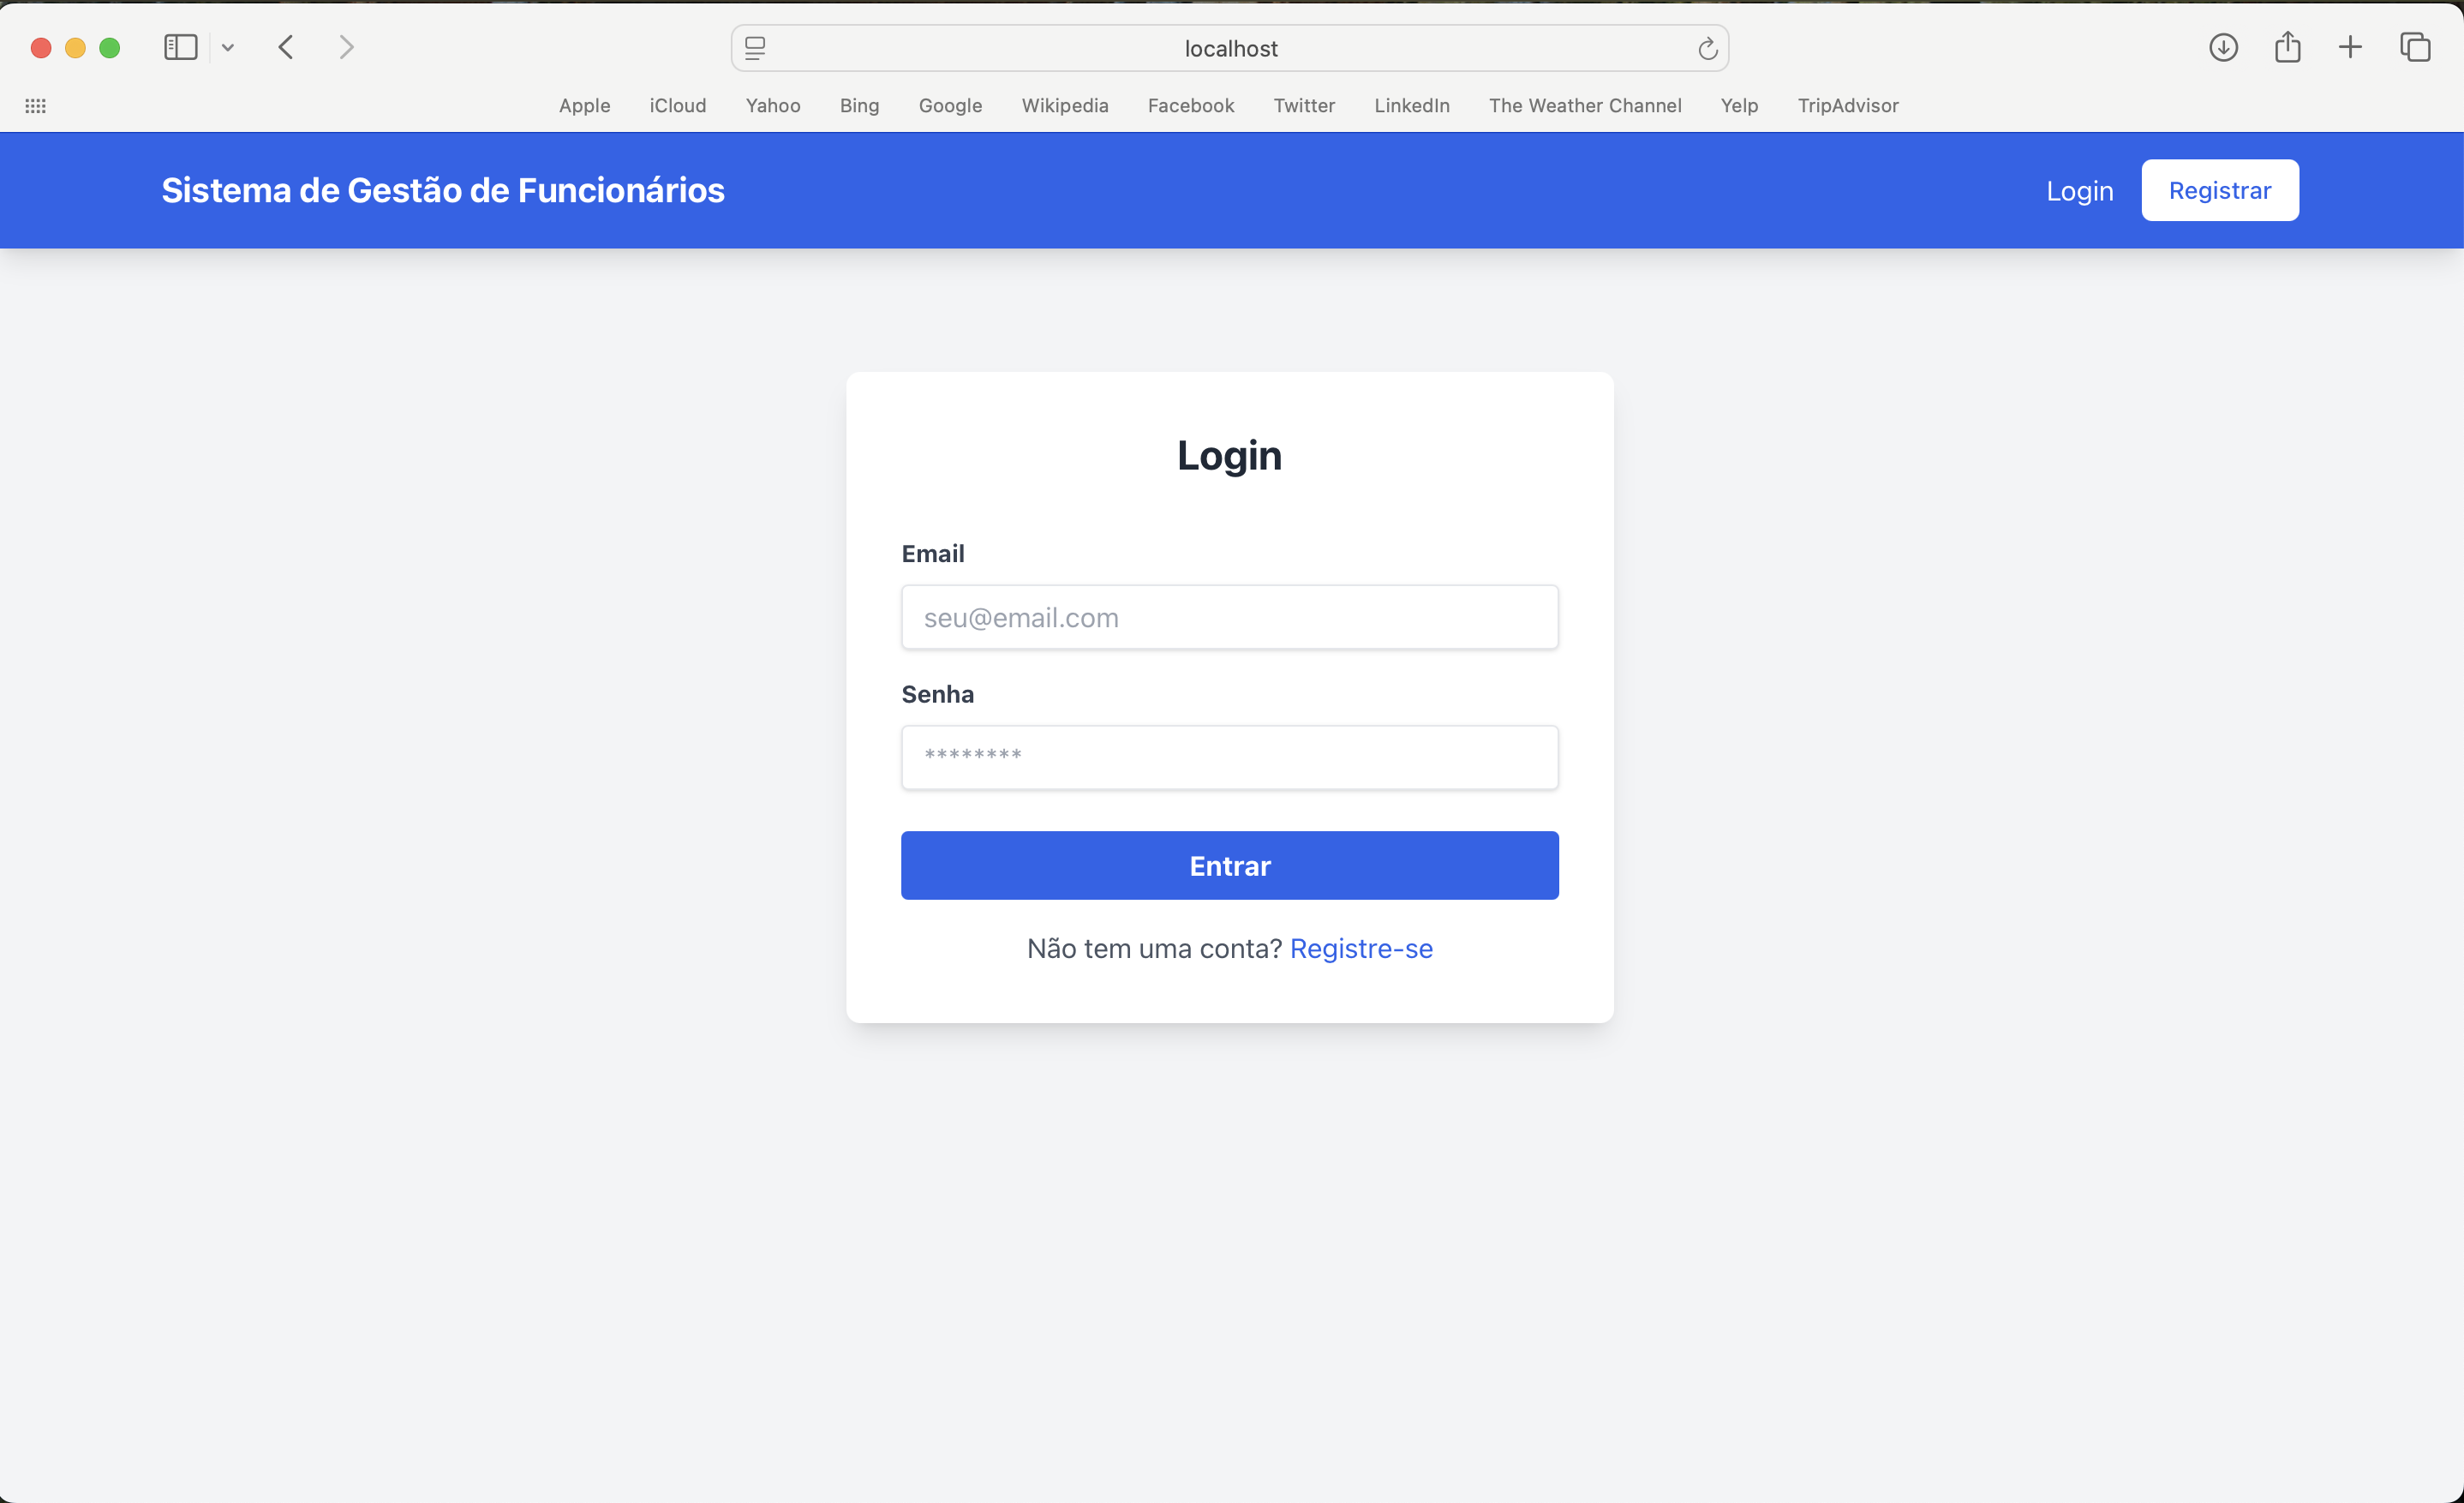 localhost
Apple iCloud Yahoo Bing Google Wikipedia Facebook Twitter LinkedIn The Weather Channel Yelp TripAdvisor
Sistema de Gestão de Funcionários Login Registrar
Login
Email
seu@email.com
Senha
********
Entrar
Não tem uma conta? Registre-se